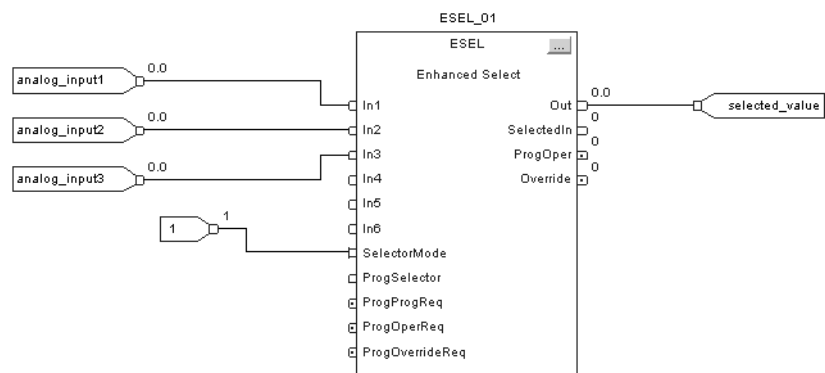 ESEL_01
ESEL ...
Enhanced Select
analog_input1 0.0
In1
Out 0.0 selected_value
analog_input2 0.0
In2
SelectedIn 0
analog_input3 0.0
In3
ProgOper 0
In4
Override 0
In5
In6
1 1
SelectorMode
ProgSelector
ProgProgReq
ProgOperReq
ProgOverrideReq